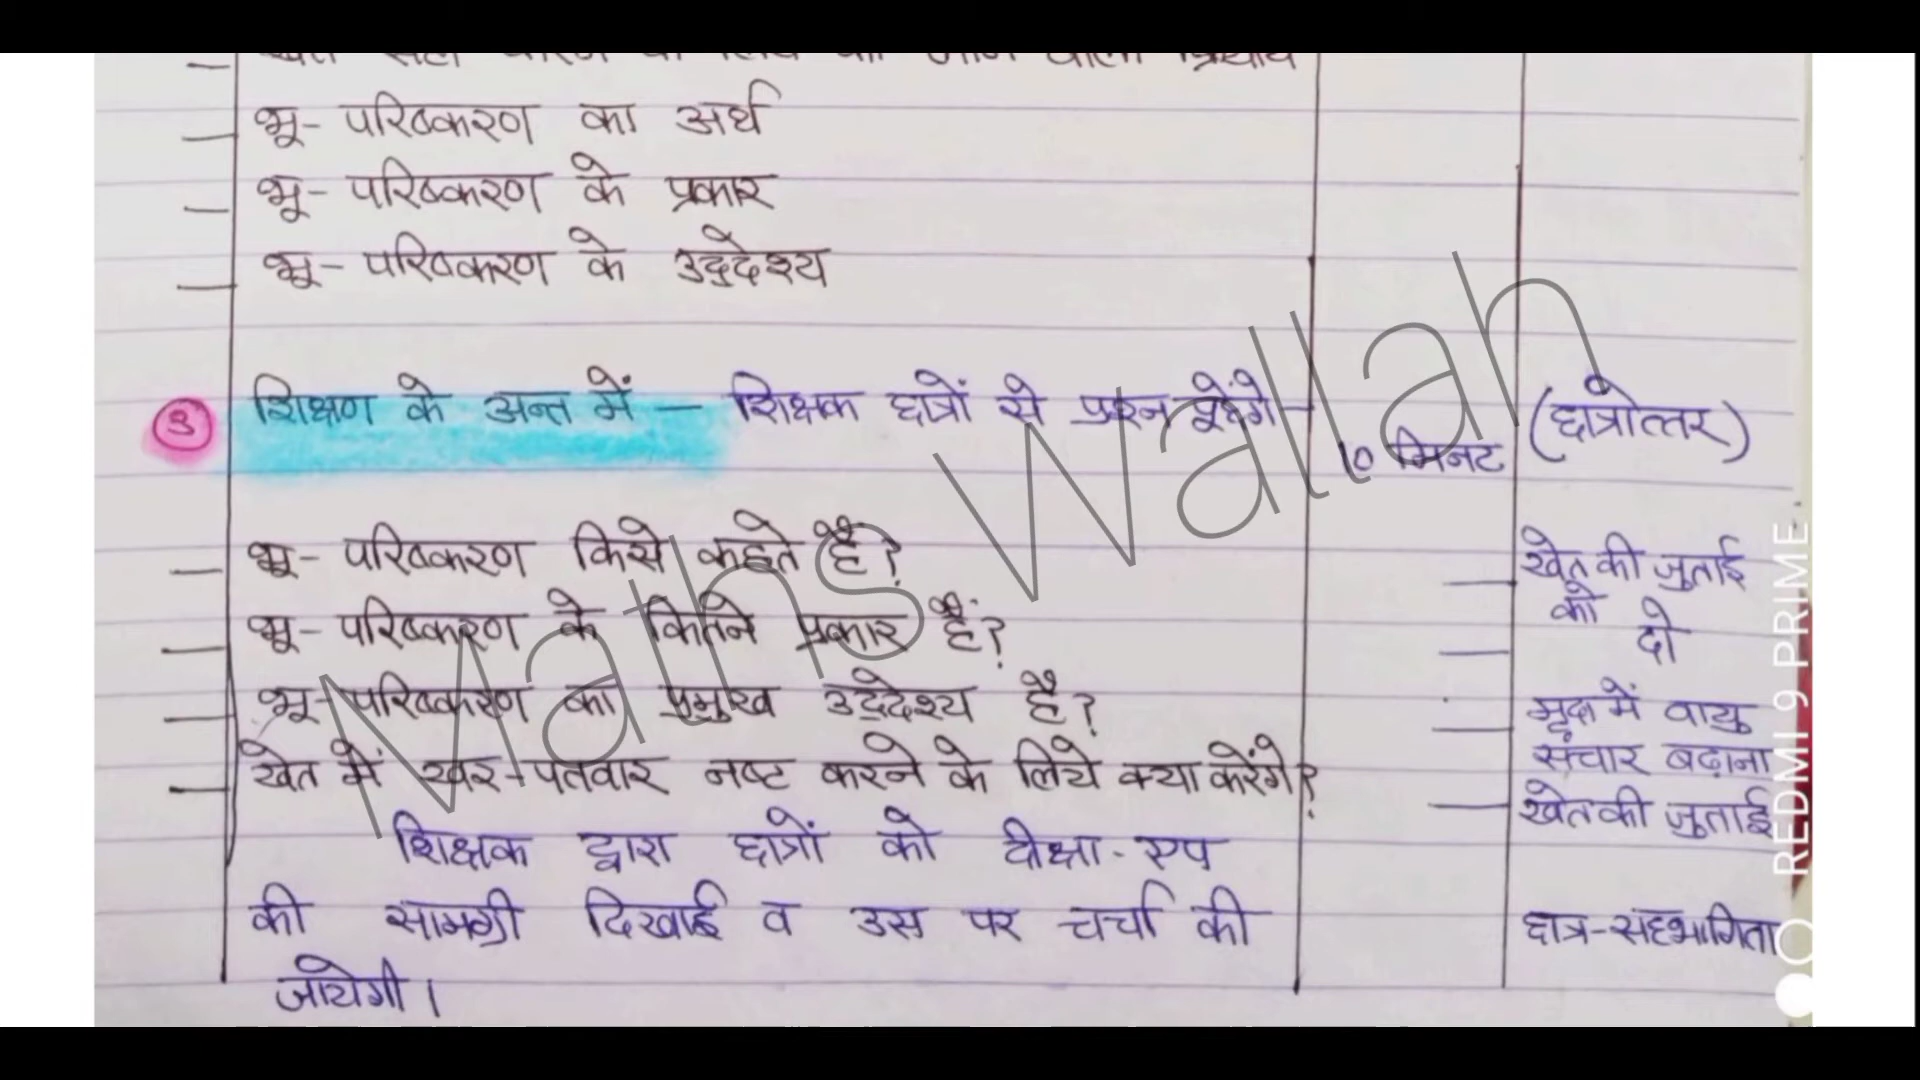 भू- परिष्करण का अर्थ
भू- परिष्करण के प्रकार
भू- परिष्करण के उद्देश्य
३ शिक्षण के अन्त में - शिक्षक छात्रों से प्रश्न पूछेंगे- (छात्रोत्तर)
10 मिनट
भू- परिष्करण किसे कहते है? खेत की जुताई
को
भू- परिष्करण के कितने प्रकार हैं? दो
भू- परिष्करण का प्रमुख उद्देश्य है? मृदा में वायु
संचार बढ़ाना
खेत में खर-पतवार नष्ट करने के लिये क्या करेंगे? खेत की जुताई
शिक्षक द्वारा छात्रों को दीक्षा-एप
की सामग्री दिखाई व उस पर चर्चा की छात्र-सहभागिता
जायेगी।
Maths Wallah
REDMI 9 PRIME